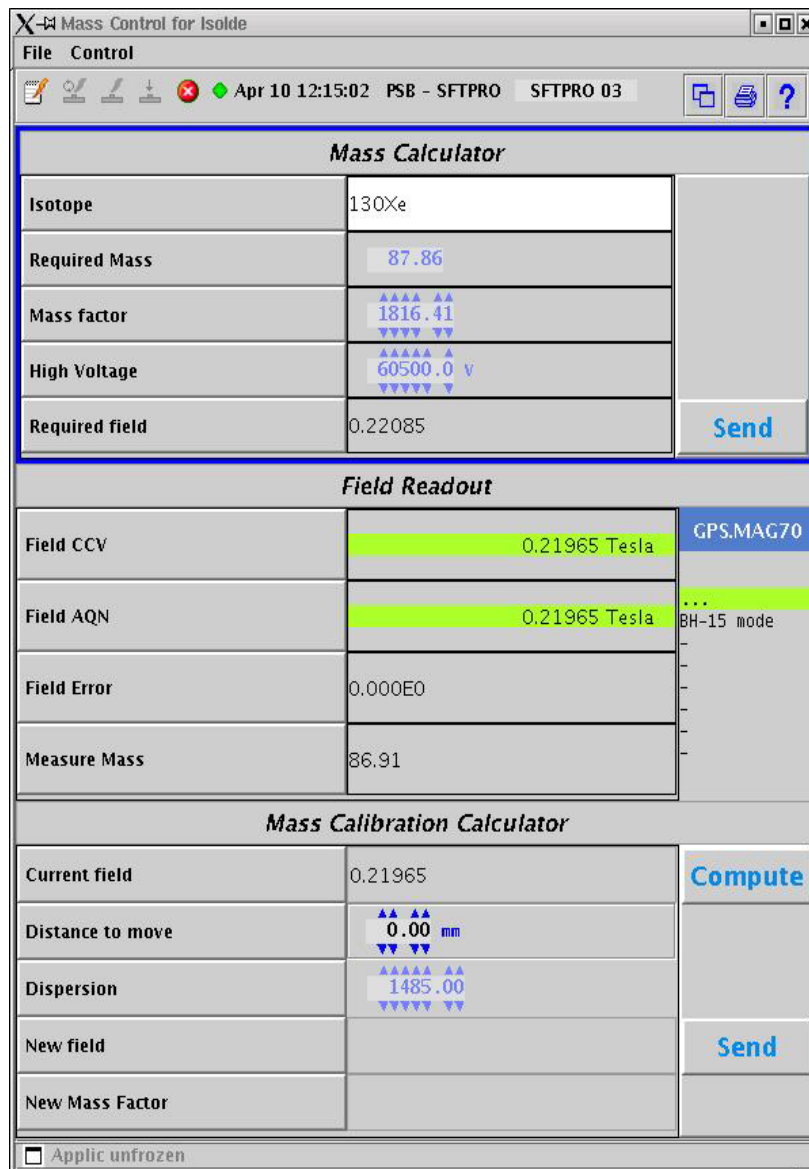 Mass Control for Isolde
File Control
Apr 10 12:15:02 PSB - SFTPRO SFTPRO 03 ?
Mass Calculator
Isotope 130Xe
Required Mass 87.86
Mass factor 1816.41
High Voltage 60500.0 V
Required field 0.22085 Send
Field Readout
Field CCV 0.21965 Tesla GPS.MAG70
...
Field AQN 0.21965 Tesla BH-15 mode
-
-
Field Error 0.000E0 -
-
-
Measure Mass 86.91 -
Mass Calibration Calculator
Current field 0.21965 Compute
Distance to move 0.00 mm
Dispersion 1485.00
New field Send
New Mass Factor
Applic unfrozen